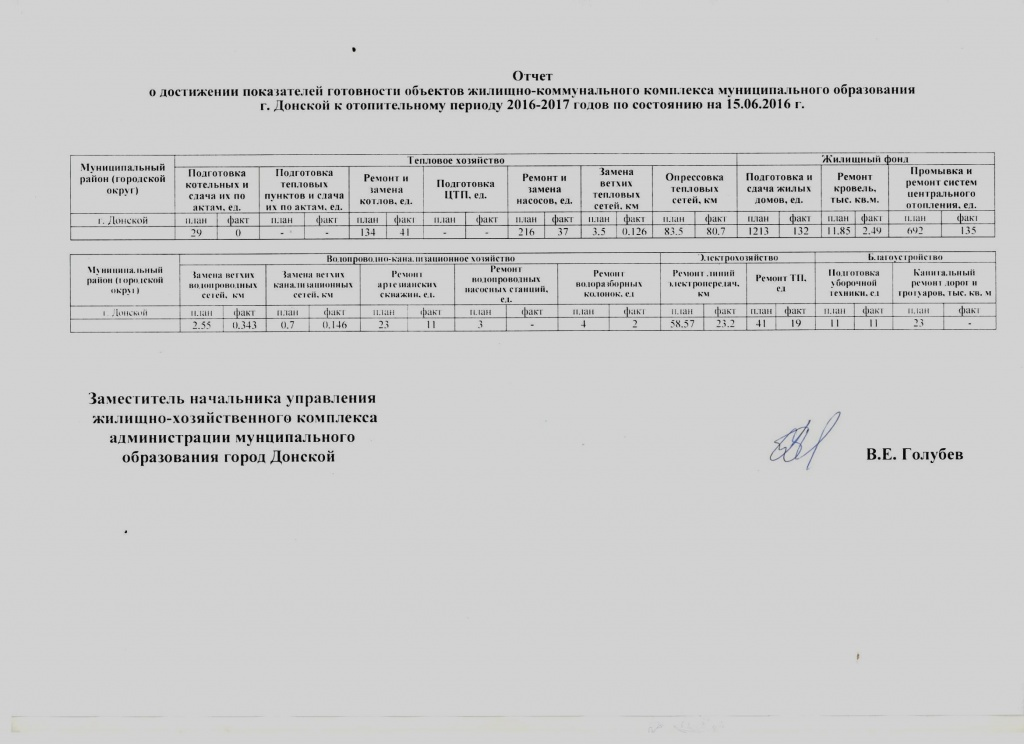 Отчет
о достижении показателей готовности объектов жилищно-коммунального комплекса муниципального образования
г. Донской к отопительному периоду 2016-2017 годов по состоянию на 15.06.2016 г.
Муниципальный район (городской округ) Тепловое хозяйство Жилищный фонд
Подготовка котельных и сдача их по актам, ед. Подготовка тепловых пунктов и сдача их по актам, ед. Ремонт и замена котлов, ед. Подготовка ЦТП, ед. Ремонт и замена насосов, ед. Замена ветхих тепловых сетей, км Опрессовка тепловых сетей, км Подготовка и сдача жилых домов, ед. Ремонт кровель, тыс. кв.м. Промывка и ремонт систем центрального отопления, ед.
г. Донской план факт план факт план факт план факт план факт план факт план факт план факт план факт план факт
29 0 - - 134 41 - - 216 37 3.5 0.126 83.5 80.7 1213 132 11.85 2.49 692 135
Муниципальный район (городской округ) Водопроводно-канализационное хозяйство Электрохозяйство Благоустройство
Замена ветхих водопроводных сетей, км Замена ветхих канализационных сетей, км Ремонт артезианских скважин, ед. Ремонт водопроводных насосных станций, ед. Ремонт водоразборных колонок, ед Ремонт линий электропередач, км Ремонт ТП, ед Подготовка уборочной техники, ед Капитальный ремонт дорог и тротуаров, тыс. кв. м
г. Донской план факт план факт план факт план факт план факт план факт план факт план факт план факт
2.55 0.343 0.7 0.146 23 11 3 - 4 2 58.57 23.2 41 19 11 11 23 -
Заместитель начальника управления
жилищно-хозяйственного комплекса
администрации мунципального
образования город Донской
В.Е. Голубев